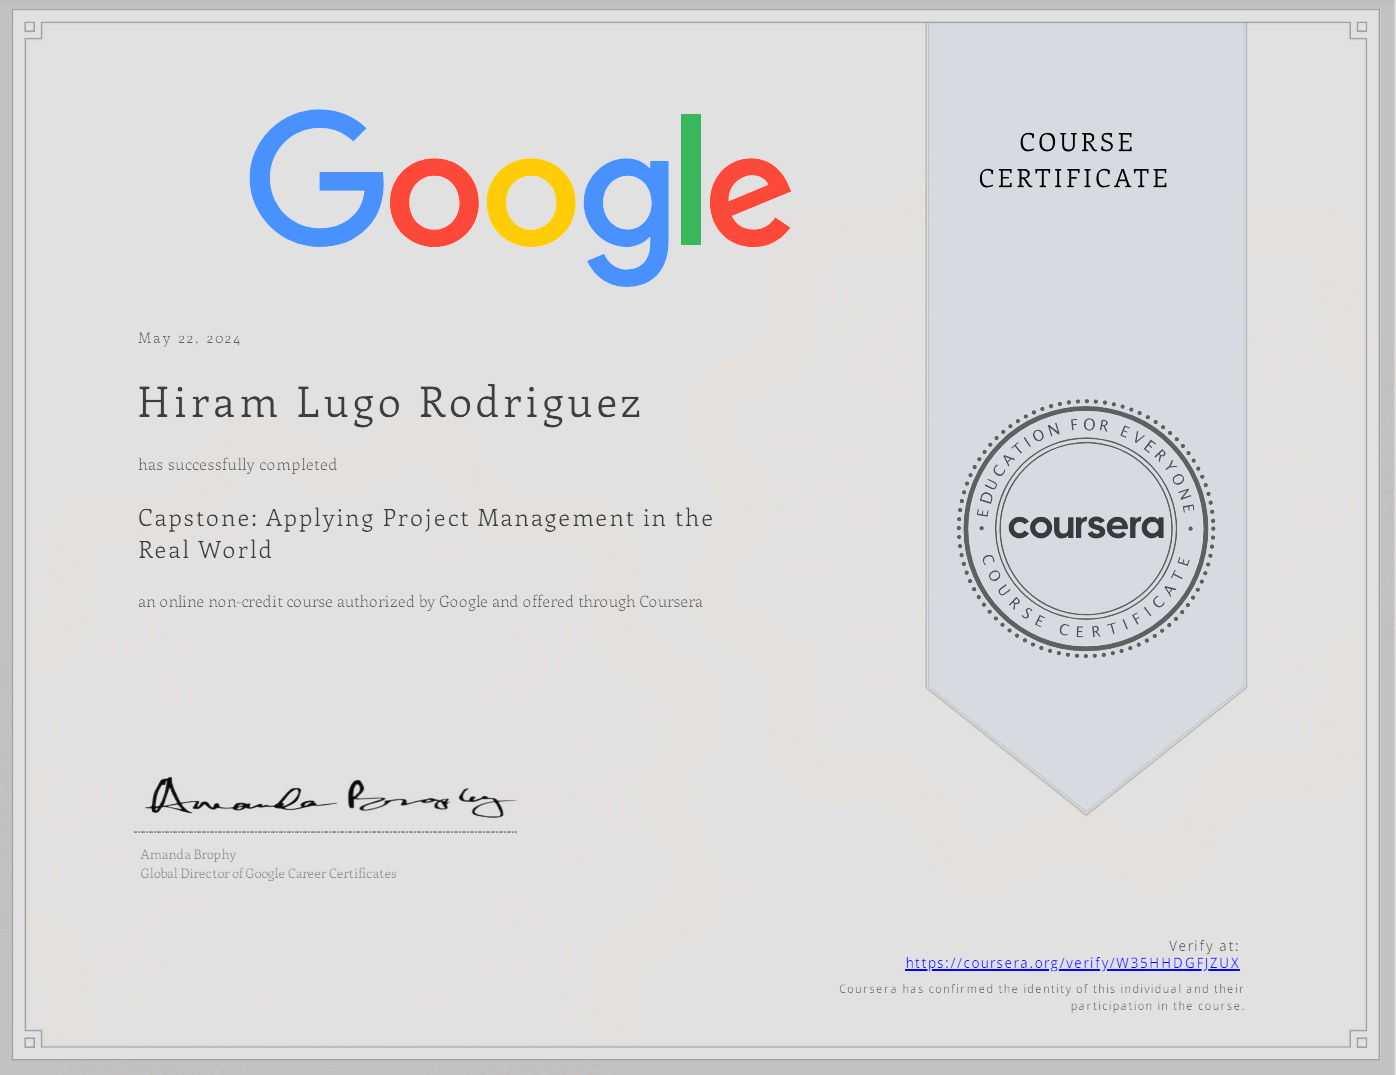 Google
COURSE
CERTIFICATE
May 22, 2024
Hiram Lugo Rodriguez
has successfully completed
Capstone: Applying Project Management in the
Real World
an online non-credit course authorized by Google and offered through Coursera
EDUCATION FOR EVERYONE
coursera
COURSE CERTIFICATE
Amanda Brophy
Amanda Brophy
Global Director of Google Career Certificates
Verify at:
https://coursera.org/verify/W35HHDGFJZUX
Coursera has confirmed the identity of this individual and their
participation in the course.